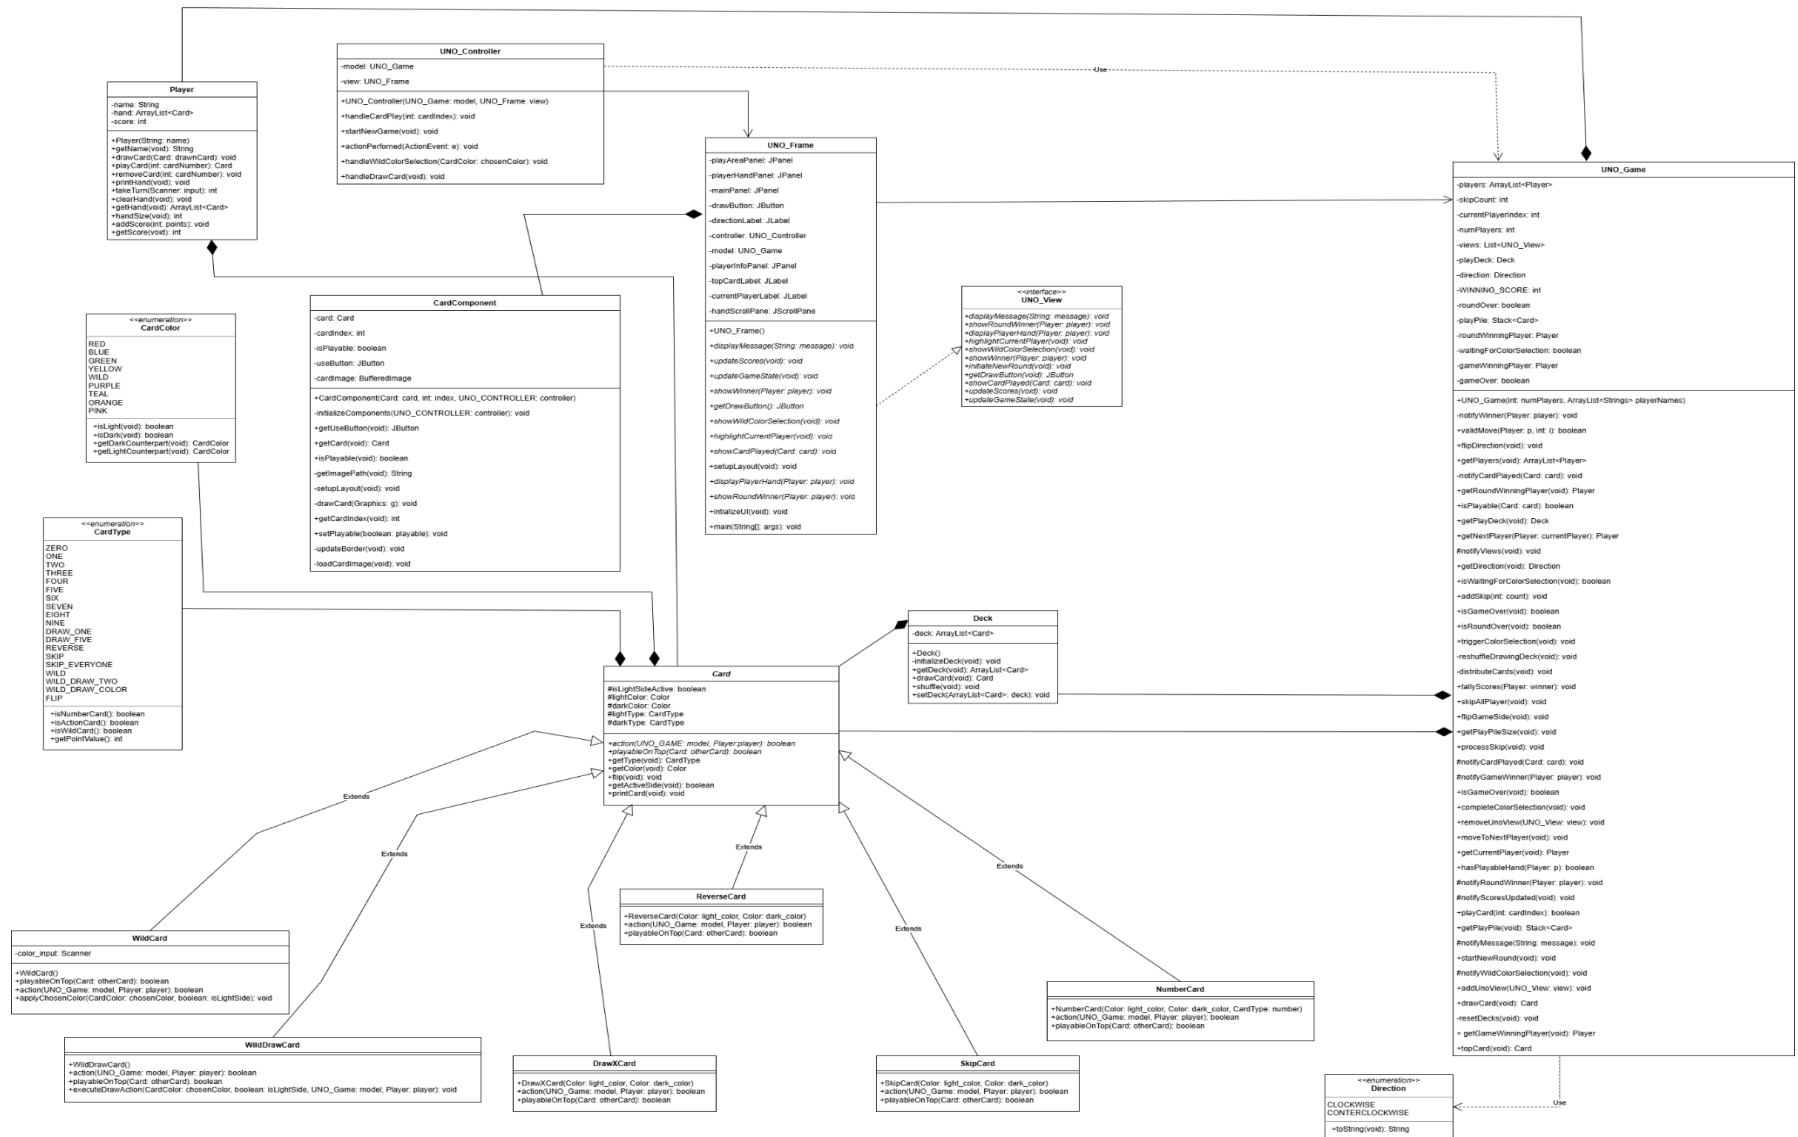 UNO_Controller
-model: UNO_Game
-view: UNO_Frame
+UNO_Controller(UNO_Game: model, UNO_Frame: view)
+handleCardPlay(int: cardIndex): void
+startNewGame(void): void
+actionPerforned(ActionEvent: e): void
+handleWildColorSelection(CardColor: chosenColor): void
+handleDrawCard(void): void
Use
Player
-name: String
-hand: ArrayList<Card>
-score: int
+Player(String: name)
+getName(void): String
+drawCard(Card: drawnCard): void
+playCard(int: cardNumber): Card
+removeCard(int: cardNumber): void
+printHand(void): void
+takeTurn(Scanner: input): int
+clearHand(void): void
+getHand(void): ArrayList<Card>
+handSize(void): int
+addScore(int: points): void
+getScore(void): int
UNO_Frame
-playAreaPanel: JPanel
-playerHandPanel: JPanel
-mainPanel: JPanel
-drawButton: JButton
-directionLabel: JLabel
-controller: UNO_Controller
-model: UNO_Game
-playerInfoPanel: JPanel
-topCardLabel: JLabel
-currentPlayerLabel: JLabel
-handScrollPane: JScrollPane
+UNO_Frame()
+displayMessage(String: message): void
+updateScores(void): void
+updateGameState(void): void
+showWinner(Player: player): void
+getDrawButton(): JButton
+showWildColorSelection(void): void
+highlightCurrentPlayer(void): void
+showCardPlayed(Card: card): void
+setupLayout(void): void
+displayPlayerHand(Player: player): void
+showRoundWinner(Player: player): void
+intializeUI(void): void
+main(String[]: args): void
UNO_Game
-players: ArrayList<Player>
-skipCount: int
-currentPlayerIndex: int
-numPlayers: int
-views: List<UNO_View>
-playDeck: Deck
-direction: Direction
-WINNING_SCORE: int
-roundOver: boolean
-playPile: Stack<Card>
-roundWinningPlayer: Player
-waitingForColorSelection: boolean
-gameWinningPlayer: Player
-gameOver: boolean
+UNO_Game(int: numPlayers, ArrayList<Strings> playerNames)
-notifyWinner(Player: player): void
+validMove(Player: p, int: i): boolean
+flipDirection(void): void
+getPlayers(void): ArrayList<Player>
-notifyCardPlayed(Card: card): void
+getRoundWinningPlayer(void): Player
+isPlayable(Card: card): boolean
+getPlayDeck(void): Deck
+getNextPlayer(Player: currentPlayer): Player
#notifyViews(void): void
+getDirection(void): Direction
+isWaitingForColorSelection(void): boolean
+addSkip(int: count): void
+isGameOver(void): boolean
+isRoundOver(void): boolean
+triggerColorSelection(void): void
-reshuffleDrawingDeck(void): void
-distributeCards(void): void
+tallyScores(Player: winner): void
+skipAllPlayer(void): void
+flipGameSide(void): void
+getPlayPileSize(void): void
+processSkip(void): void
#notifyCardPlayed(Card: card): void
#notifyGameWinner(Player: player): void
+isGameOver(void): boolean
+completeColorSelection(void): void
+removeUnoView(UNO_View: view): void
+moveToNextPlayer(void): void
+getCurrentPlayer(void): Player
+hasPlayableHand(Player: p): boolean
#notifyRoundWinner(Player: player): void
#notifyScoresUpdated(void): void
+playCard(int: cardIndex): boolean
+getPlayPile(void): Stack<Card>
#notifyMessage(String: message): void
+startNewRound(void): void
#notifyWildColorSelection(void): void
+addUnoView(UNO_View: view): void
+drawCard(void): Card
-resetDecks(void): void
+ getGameWinningPlayer(void): Player
+topCard(void): Card
<<interface>>
UNO_View
+displayMessage(String: message): void
+showRoundWinner(Player: player): void
+displayPlayerHand(Player: player): void
+highlightCurrentPlayer(void): void
+showWildColorSelection(void): void
+showWinner(Player: player): void
+initiateNewRound(void): void
+getDrawButton(void): JButton
+showCardPlayed(Card: card): void
+updateScores(void): void
+updateGameState(void): void
CardComponent
-card: Card
-cardIndex: int
-isPlayable: boolean
-useButton: JButton
-cardImage: BufferedImage
+CardComponent(Card: card, int: index, UNO_CONTROLLER: controller)
-initializeComponents(UNO_CONTROLLER: controller): void
+getUseButton(void): JButton
+getCard(void): Card
+isPlayable(void): boolean
-getImagePath(void): String
-setupLayout(void): void
-drawCard(Graphics: g): void
+getCardIndex(void): int
+setPlayable(boolean: playable): void
-updateBorder(void): void
-loadCardImage(void): void
<<enumeration>>
CardColor
RED
BLUE
GREEN
YELLOW
WILD
PURPLE
TEAL
ORANGE
PINK
+isLight(void): boolean
+isDark(void): boolean
+getDarkCounterpart(void): CardColor
+getLightCounterpart(void): CardColor
<<enumeration>>
CardType
ZERO
ONE
TWO
THREE
FOUR
FIVE
SIX
SEVEN
EIGHT
NINE
DRAW_ONE
DRAW_FIVE
REVERSE
SKIP
SKIP_EVERYONE
WILD
WILD_DRAW_TWO
WILD_DRAW_COLOR
FLIP
+isNumberCard(): boolean
+isActionCard(): boolean
+isWildCard(): boolean
+getPointValue(): int
Deck
-deck: ArrayList<Card>
+Deck()
-initializeDeck(void): void
+getDeck(void): ArrayList<Card>
+drawCard(void): Card
+shuffle(void): void
+setDeck(ArrayList<Card>: deck): void
Card
#isLightSideActive: boolean
#lightColor: Color
#darkColor: Color
#lightType: CardType
#darkType: CardType
+action(UNO_GAME: model, Player:player): boolean
+playableOnTop(Card: otherCard): boolean
+getType(void): CardType
+getColor(void): Color
+flip(void): void
+getActiveSide(void): boolean
+printCard(void): void
Extends
Extends
Extends
Extends
Extends
Extends
ReverseCard
+ReverseCard(Color: light_color, Color: dark_color)
+action(UNO_Game: model, Player: player): boolean
+playableOnTop(Card: otherCard): boolean
WildCard
-color_input: Scanner
+WildCard()
+playableOnTop(Card: otherCard): boolean
+action(UNO_Game: model, Player: player): boolean
+applyChosenColor(CardColor: chosenColor, boolean: isLightSide): void
NumberCard
+NumberCard(Color: light_color, Color: dark_color, CardType: number)
+action(UNO_Game: model, Player: player): boolean
+playableOnTop(Card: otherCard): boolean
WildDrawCard
+WildDrawCard()
+action(UNO_Game: model, Player: player): boolean
+playableOnTop(Card: otherCard): boolean
+executeDrawAction(CardColor: chosenColor, boolean: isLightSide, UNO_Game: model, Player: player): void
DrawXCard
+DrawXCard(Color: light_color, Color: dark_color)
+action(UNO_Game: model, Player: player): boolean
+playableOnTop(Card: otherCard): boolean
SkipCard
+SkipCard(Color: light_color, Color: dark_color)
+action(UNO_Game: model, Player: player): boolean
+playableOnTop(Card: otherCard): boolean
Use
<<enumeration>>
Direction
CLOCKWISE
CONTERCLOCKWISE
+toString(void): String